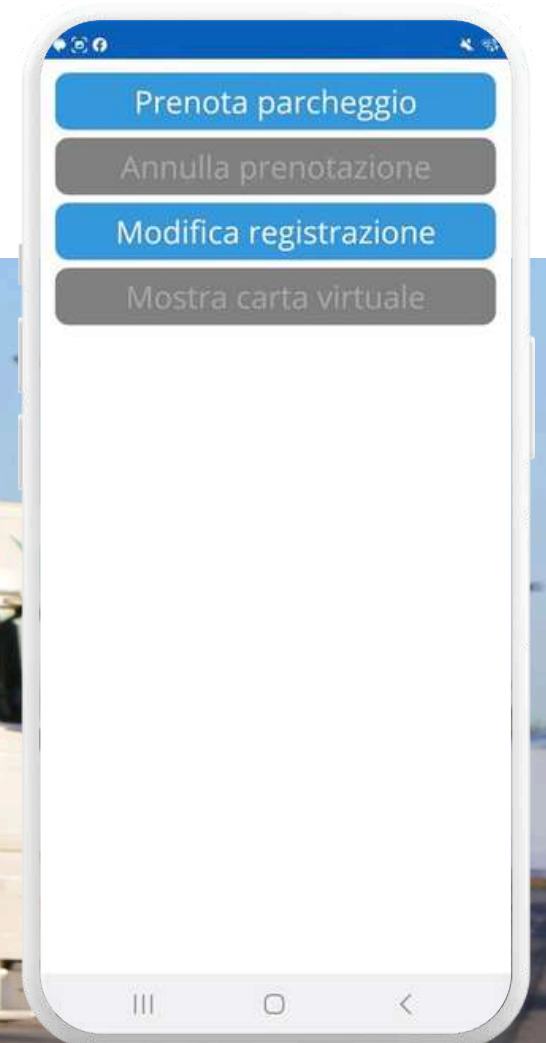 Prenota parcheggio
Annulla prenotazione
Modifica registrazione
Mostra carta virtuale